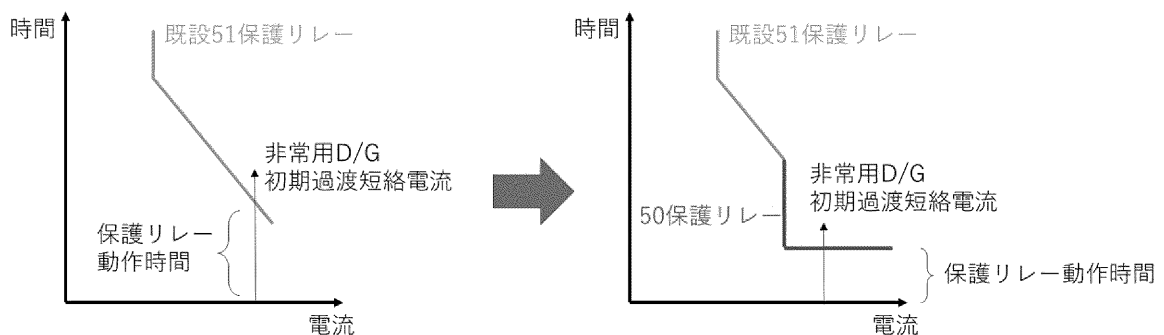 時間
既設51保護リレー
非常用D/G
初期過渡短絡電流
保護リレー
動作時間
電流
時間
既設51保護リレー
非常用D/G
初期過渡短絡電流
50保護リレー
保護リレー動作時間
電流